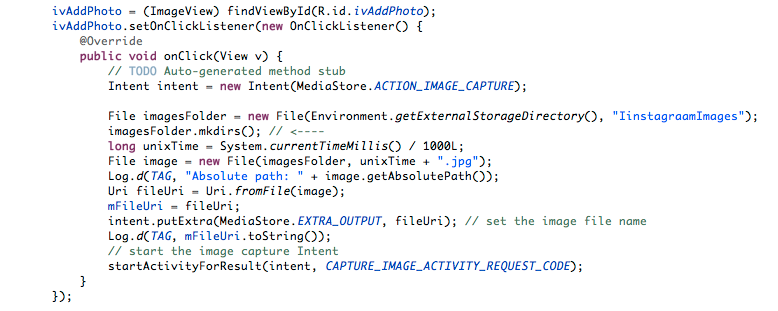 ivAddPhoto = (ImageView) findViewById(R.id.ivAddPhoto);
ivAddPhoto.setOnClickListener(new OnClickListener() {
@Override
public void onClick(View v) {
// TODO Auto-generated method stub
Intent intent = new Intent(MediaStore.ACTION_IMAGE_CAPTURE);
File imagesFolder = new File(Environment.getExternalStorageDirectory(), "IinstagraamImages");
imagesFolder.mkdirs(); // <----
long unixTime = System.currentTimeMillis() / 1000L;
File image = new File(imagesFolder, unixTime + ".jpg");
Log.d(TAG, "Absolute path: " + image.getAbsolutePath());
Uri fileUri = Uri.fromFile(image);
mFileUri = fileUri;
intent.putExtra(MediaStore.EXTRA_OUTPUT, fileUri); // set the image file name
Log.d(TAG, mFileUri.toString());
// start the image capture Intent
startActivityForResult(intent, CAPTURE_IMAGE_ACTIVITY_REQUEST_CODE);
}
});